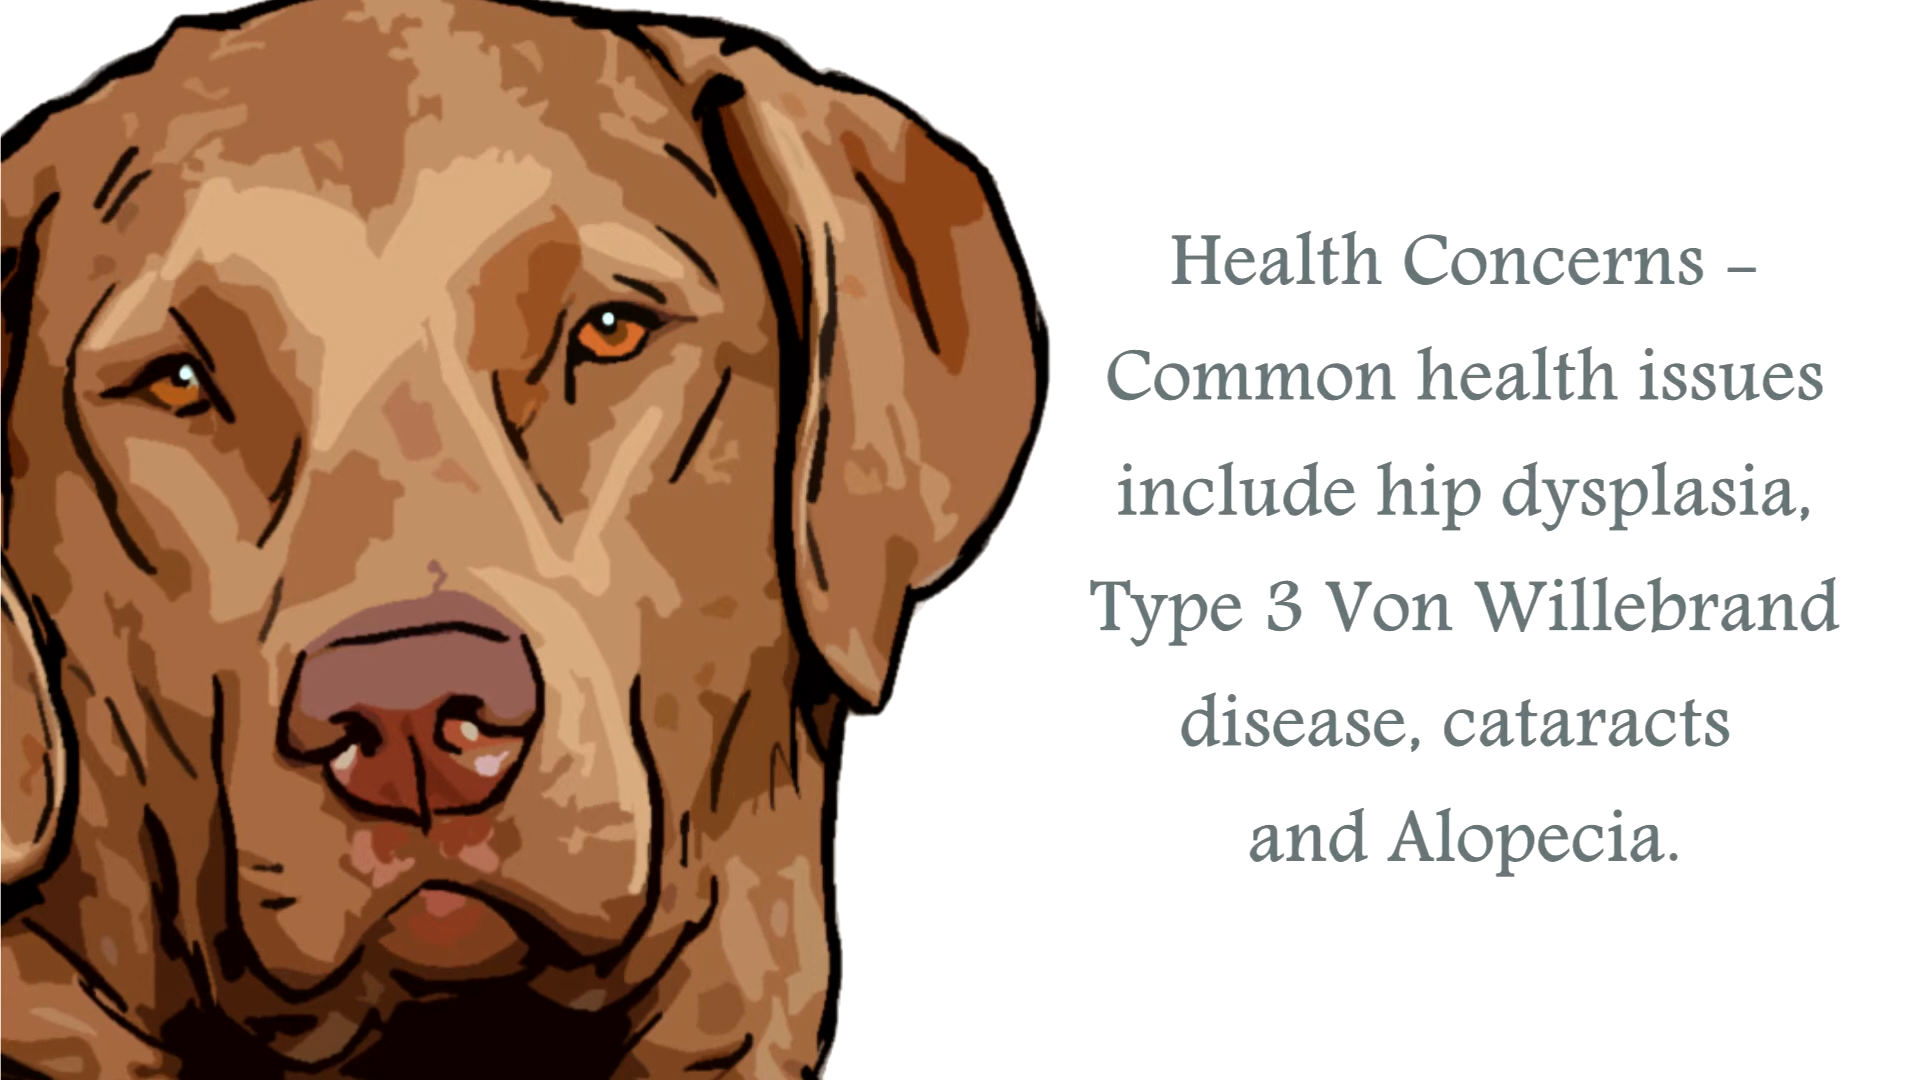 Health Concerns –
Common health issues
include hip dysplasia,
Type 3 Von Willebrand
disease, cataracts
and Alopecia.